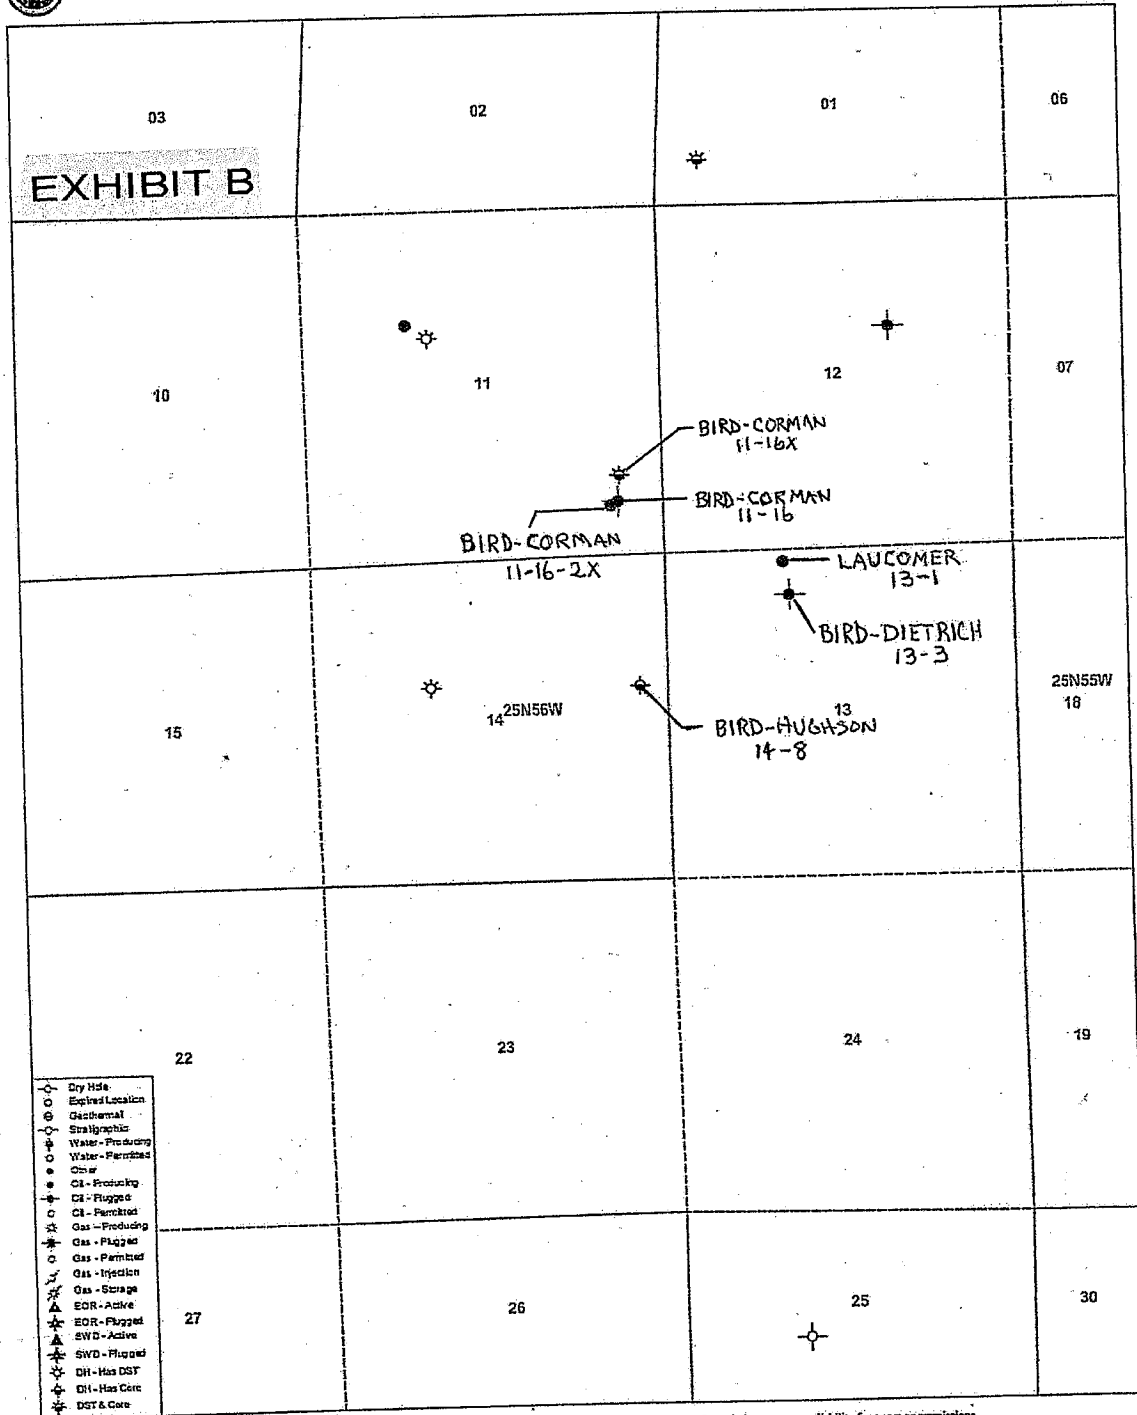 03
02
01
06
EXHIBIT B
10
11
12
07
BIRD-CORMAN
11-16X
BIRD-CORMAN
11-16
BIRD-CORMAN
11-16-2X
LAUCOMER
13-1
BIRD-DIETRICH
13-3
25N55W
18
15
14 25N56W
13
BIRD-HUGHSON
14-8
22
23
24
19
27
26
25
30
Dry Hole
Expired Location
Geothermal
Stratigraphic
Water - Producing
Water - Permitted
Other
Oil - Producing
Oil - Plugged
Oil - Permitted
Gas - Producing
Gas - Plugged
Gas - Permitted
Gas - Injection
Gas - Storage
EOR - Active
EOR - Plugged
SWD - Active
SWD - Plugged
DH - Has DST
DH - Has Core
DST & Core